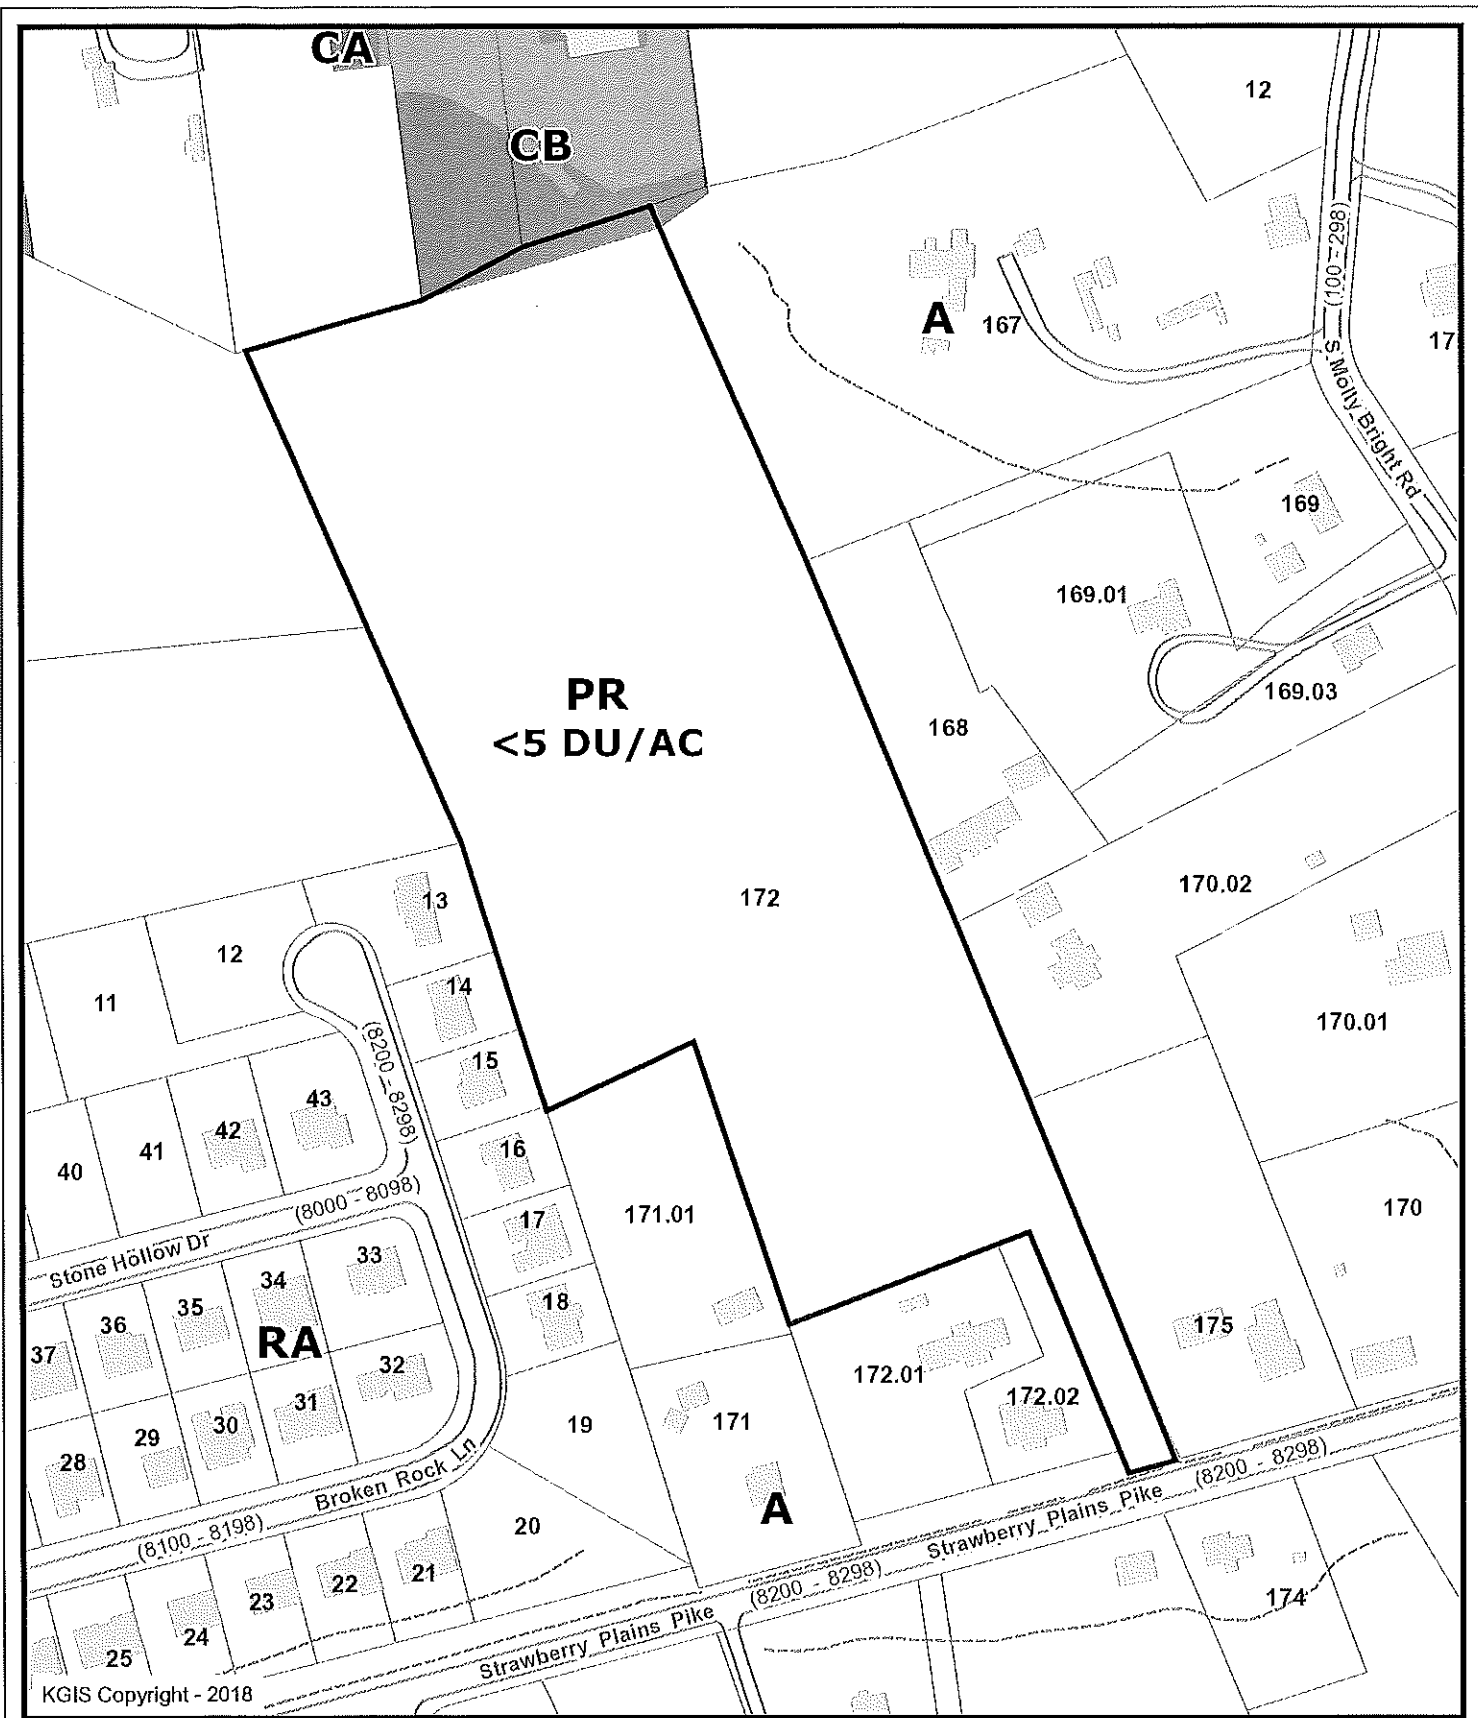 CA
CB
12
(100 - 298)
A
167
17
S Molly Bright Rd
169
169.01
169.03
PR
<5 DU/AC
168
172
170.02
13
12
11
14
170.01
(8200 - 8298)
15
43
42
41
40
16
(8000 - 8098)
171.01
170
17
Stone Hollow Dr
33
34
35
36
37
18
175
RA
32
172.01
172.02
31
30
29
28
19
171
Broken Rock Ln
(8200 - 8298)
A
Strawberry Plains Pike
20
(8100 - 8198)
21
22
23
24
25
(8200 - 8298)
174
Strawberry Plains Pike
KGIS Copyright - 2018